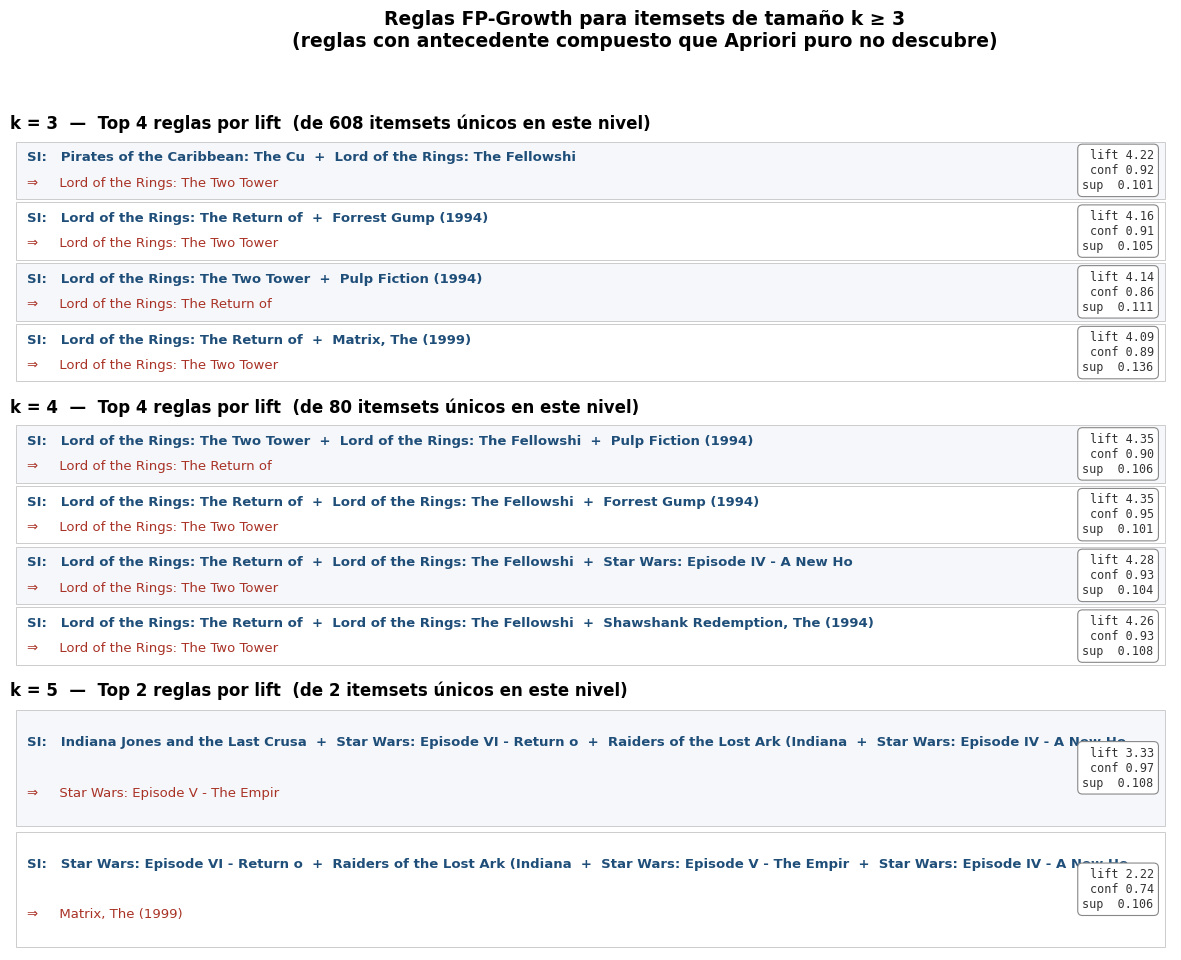 Reglas FP-Growth para itemsets de tamaño k ≥ 3
(reglas con antecedente compuesto que Apriori puro no descubre)
k = 3 — Top 4 reglas por lift (de 608 itemsets únicos en este nivel)
SI: Pirates of the Caribbean: The Cu + Lord of the Rings: The Fellowshi
⇒ Lord of the Rings: The Two Tower
lift 4.22
conf 0.92
sup 0.101
SI: Lord of the Rings: The Return of + Forrest Gump (1994)
⇒ Lord of the Rings: The Two Tower
lift 4.16
conf 0.91
sup 0.105
SI: Lord of the Rings: The Two Tower + Pulp Fiction (1994)
⇒ Lord of the Rings: The Return of
lift 4.14
conf 0.86
sup 0.111
SI: Lord of the Rings: The Return of + Matrix, The (1999)
⇒ Lord of the Rings: The Two Tower
lift 4.09
conf 0.89
sup 0.136
k = 4 — Top 4 reglas por lift (de 80 itemsets únicos en este nivel)
SI: Lord of the Rings: The Two Tower + Lord of the Rings: The Fellowshi + Pulp Fiction (1994)
⇒ Lord of the Rings: The Return of
lift 4.35
conf 0.90
sup 0.106
SI: Lord of the Rings: The Return of + Lord of the Rings: The Fellowshi + Forrest Gump (1994)
⇒ Lord of the Rings: The Two Tower
lift 4.35
conf 0.95
sup 0.101
SI: Lord of the Rings: The Return of + Lord of the Rings: The Fellowshi + Star Wars: Episode IV - A New Ho
⇒ Lord of the Rings: The Two Tower
lift 4.28
conf 0.93
sup 0.104
SI: Lord of the Rings: The Return of + Lord of the Rings: The Fellowshi + Shawshank Redemption, The (1994)
⇒ Lord of the Rings: The Two Tower
lift 4.26
conf 0.93
sup 0.108
k = 5 — Top 2 reglas por lift (de 2 itemsets únicos en este nivel)
SI: Indiana Jones and the Last Crusa + Star Wars: Episode VI - Return o + Raiders of the Lost Ark (Indiana + Star Wars: Episode IV - A New Ho
⇒ Star Wars: Episode V - The Empir
lift 3.33
conf 0.97
sup 0.108
SI: Star Wars: Episode VI - Return o + Raiders of the Lost Ark (Indiana + Star Wars: Episode V - The Empir + Star Wars: Episode IV - A New Ho
⇒ Matrix, The (1999)
lift 2.22
conf 0.74
sup 0.106